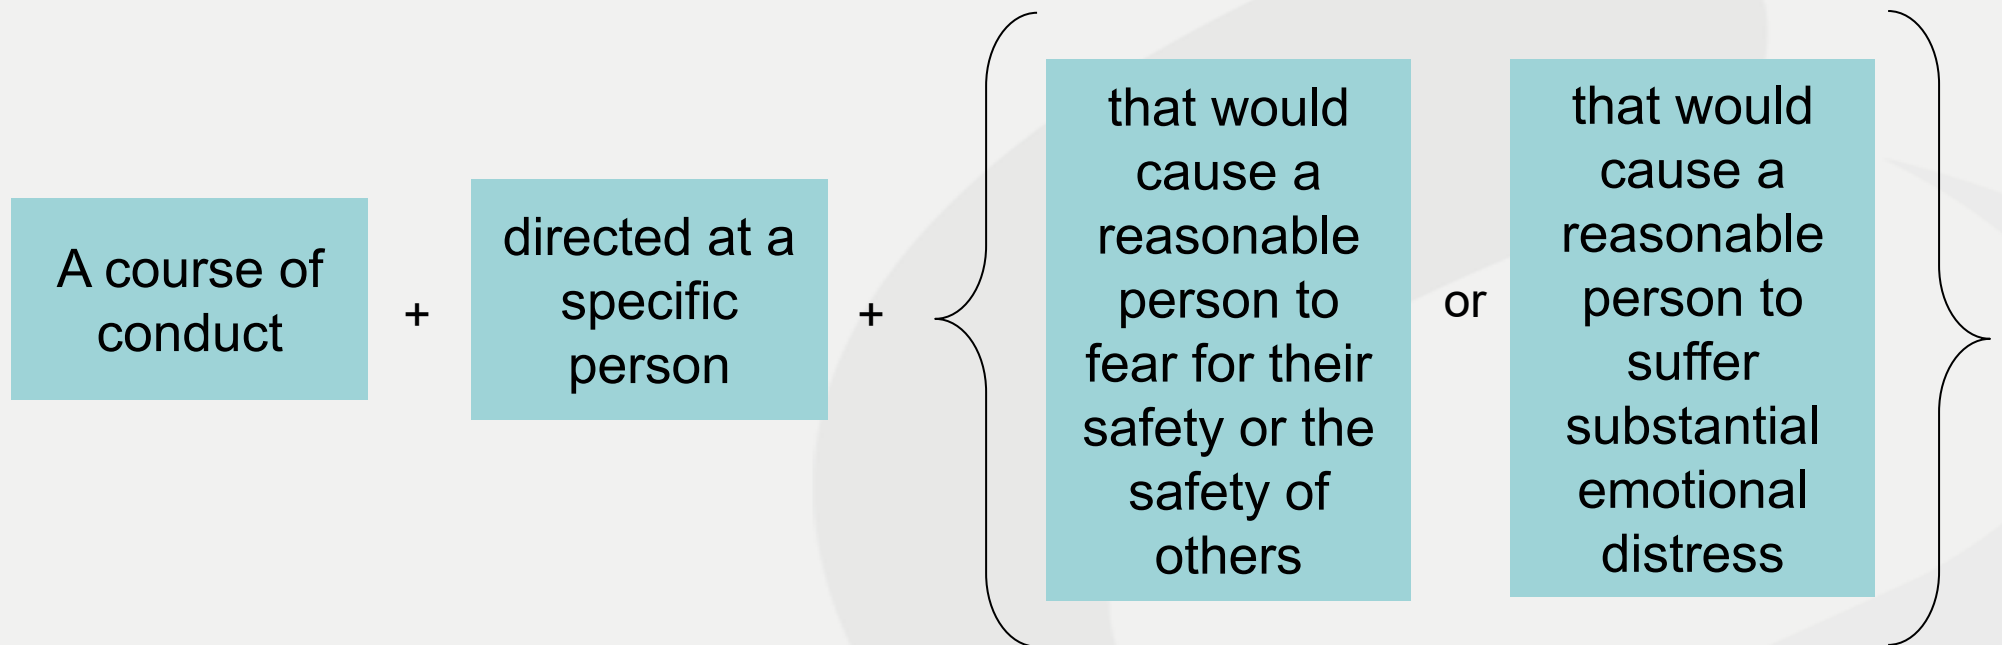 A course of
conduct
+
directed at a
specific
person
+
that would
cause a
reasonable
person to
fear for their
safety or the
safety of
others
or
that would
cause a
reasonable
person to
suffer
substantial
emotional
distress